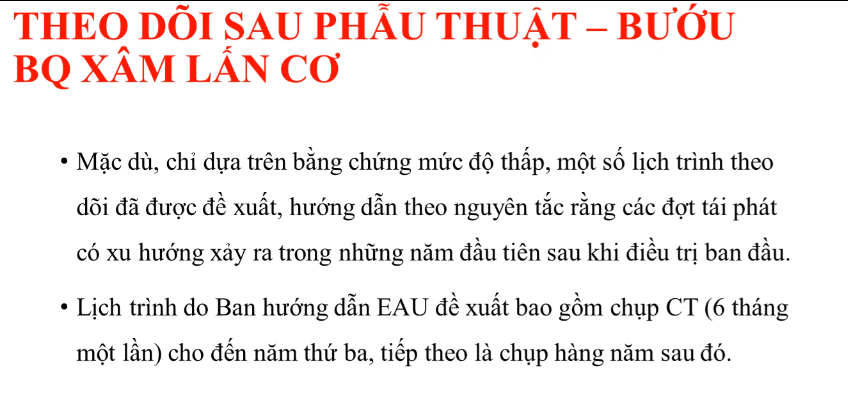 THEO DÕI SAU PHẪU THUẬT – BƯỚU
BQ XÂM LẤN CƠ
• Mặc dù, chỉ dựa trên bằng chứng mức độ thấp, một số lịch trình theo
dõi đã được đề xuất, hướng dẫn theo nguyên tắc rằng các đợt tái phát
có xu hướng xảy ra trong những năm đầu tiên sau khi điều trị ban đầu.
• Lịch trình do Ban hướng dẫn EAU đề xuất bao gồm chụp CT (6 tháng
một lần) cho đến năm thứ ba, tiếp theo là chụp hàng năm sau đó.